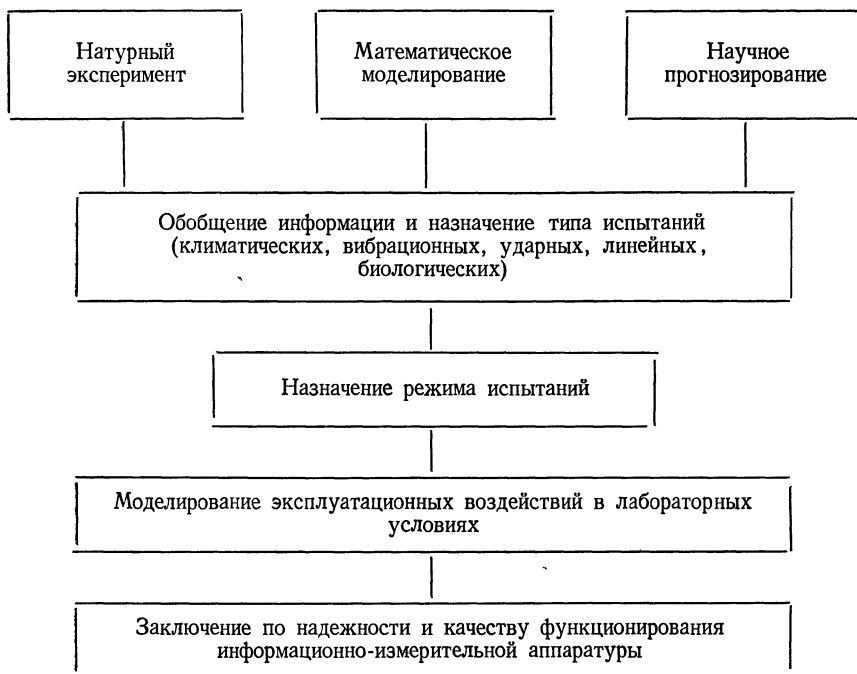 Натурный
эксперимент
Математическое
моделирование
Научное
прогнозирование
Обобщение информации и назначение типа испытаний
(климатических, вибрационных, ударных, линейных,
биологических)
Назначение режима испытаний
Моделирование эксплуатационных воздействий в лабораторных
условиях
Заключение по надежности и качеству функционирования
информационно-измерительной аппаратуры